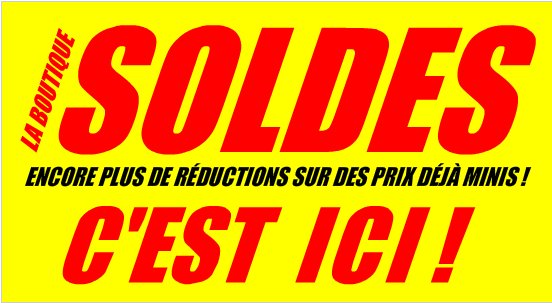 LA BOUTIQUE
SOLDES
ENCORE PLUS DE RÉDUCTIONS SUR DES PRIX DÉJÀ MINIS !
C'EST ICI !